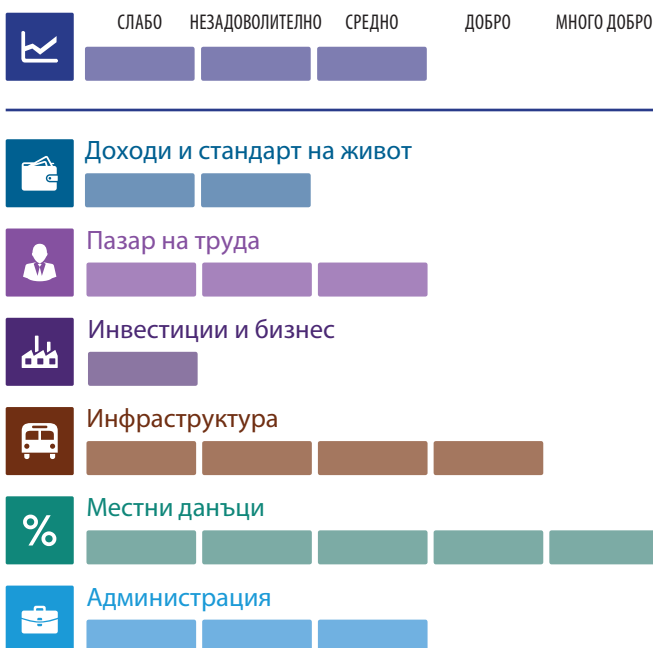 СЛАБО НЕЗАДОВОЛИТЕЛНО СРЕДНО ДОБРО МНОГО ДОБРО
Доходи и стандарт на живот
Пазар на труда
Инвестиции и бизнес
Инфраструктура
Местни данъци
%
Администрация